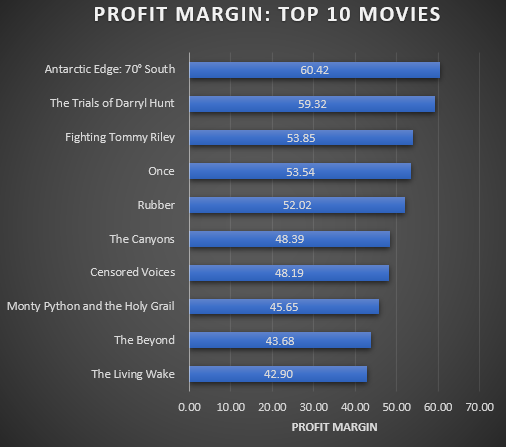 PROFIT MARGIN: TOP 10 MOVIES
Antarctic Edge: 70° South 60.42
The Trials of Darryl Hunt 59.32
Fighting Tommy Riley 53.85
Once 53.54
Rubber 52.02
The Canyons 48.39
Censored Voices 48.19
Monty Python and the Holy Grail 45.65
The Beyond 43.68
The Living Wake 42.90
0.00 10.00 20.00 30.00 40.00 50.00 60.00 70.00
PROFIT MARGIN